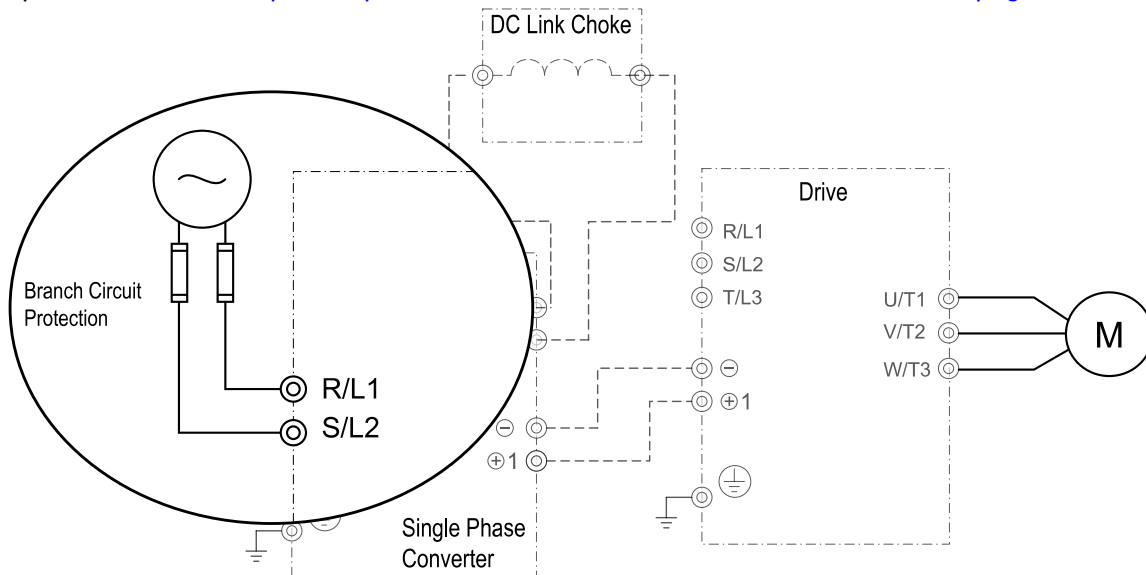 DC Link Choke
Drive
R/L1
S/L2
T/L3
U/T1
V/T2
W/T3
M
⊖
⊕1
Branch Circuit
Protection
R/L1
S/L2
⊖
⊕1
Single Phase
Converter